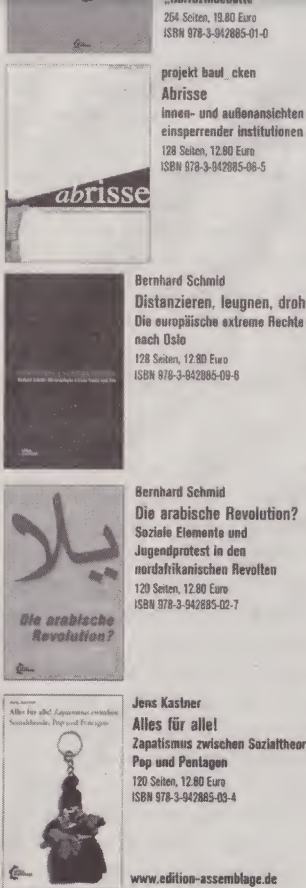 264 Seiten, 19.80 Euro
ISBN 978-3-942885-01-0
projekt baul_cken
Abrisse
innen- und außenansichten
einsperrender institutionen
128 Seiten, 12.80 Euro
ISBN 978-3-942885-06-5
abrisse
Bernhard Schmid
Distanzieren, leugnen, droh
Die europäische extreme Rechte
nach Oslo
128 Seiten, 12.80 Euro
ISBN 978-3-942885-09-6
Bernhard Schmid
Die arabische Revolution?
Soziale Elemente und
Jugendprotest in den
nordafrikanischen Revolten
120 Seiten, 12.80 Euro
ISBN 978-3-942885-02-7
يلا
Die arabische
Revolution?
Jens Kastner
Alles für alle!
Zapatismus zwischen Sozialtheor
Pop und Pentagon
120 Seiten, 12.80 Euro
ISBN 978-3-942885-03-4
Alles für alle! Zapatismus zwischen
Sozialtheorie, Pop und Pentagon
www.edition-assemblage.de